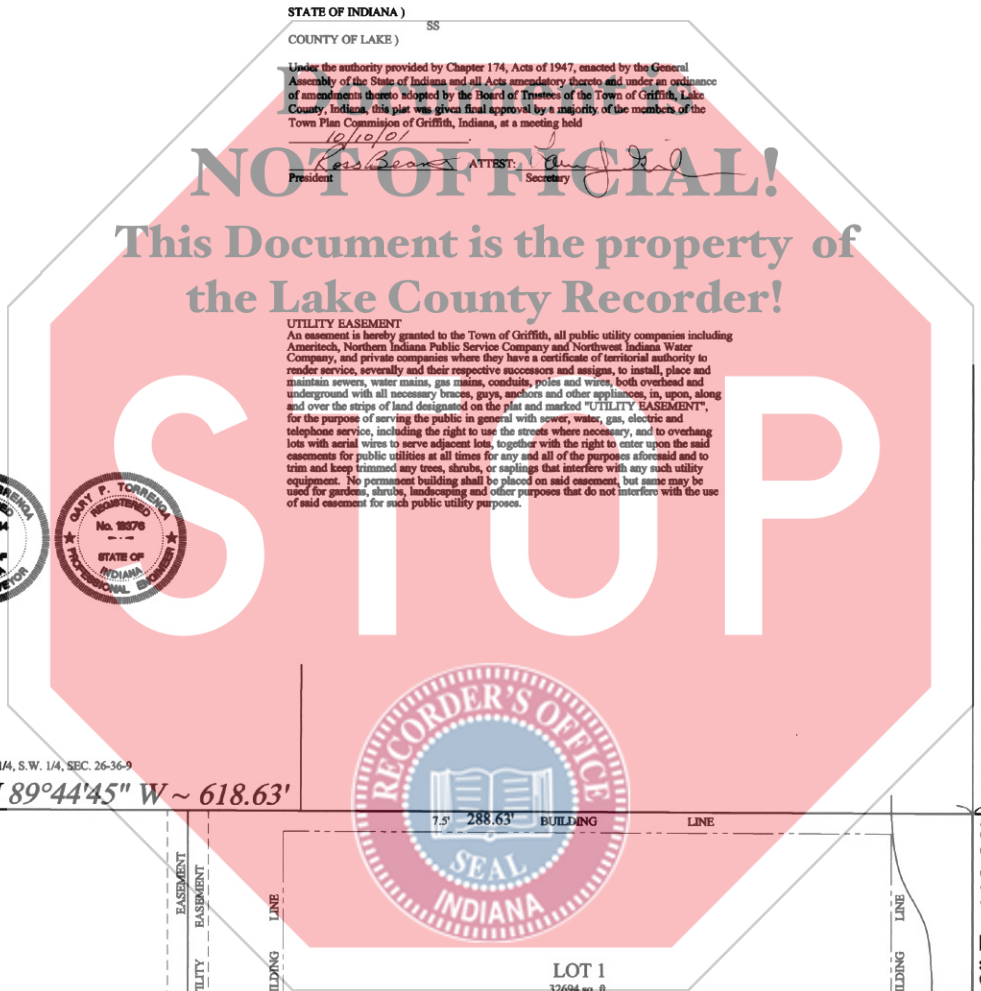 STATE OF INDIANA )
SS
COUNTY OF LAKE )
Under the authority provided by Chapter 174, Acts of 1947, enacted by the General
Assembly of the State of Indiana and all Acts amendatory thereto and under an ordinance
of amendments thereto adopted by the Board of Trustees of the Town of Griffith, Lake
County, Indiana, this plat was given final approval by a majority of the members of the
Town Plan Commision of Griffith, Indiana, at a meeting held
10/10/01
Document is
NOT OFFICIAL!
This Document is the property of
the Lake County Recorder!
Ross Beans ATTEST:
President Secretary
UTILITY EASEMENT
An easement is hereby granted to the Town of Griffith, all public utility companies including
Ameritech, Northern Indiana Public Service Company and Northwest Indiana Water
Company, and private companies where they have a certificate of territorial authority to
render service, severally and their respective successors and assigns, to install, place and
maintain sewers, water mains, gas mains, conduits, poles and wires, both overhead and
underground with all necessary braces, guys, anchors and other appliances, in, upon, along
and over the strips of land designated on the plat and marked "UTILITY EASEMENT",
for the purpose of serving the public in general with sewer, water, gas, electric and
telephone service, including the right to use the streets where necessary, and to overhang
lots with aerial wires to serve adjacent lots, together with the right to enter upon the said
easements for public utilities at all times for any and all of the purposes aforesaid and to
trim and keep trimmed any trees, shrubs, or saplings that interfere with any such utility
equipment. No permanent building shall be placed on said easement, but same may be
used for gardens, shrubs, landscaping and other purposes that do not interfere with the use
of said easement for such public utility purposes.
STOP
GARY P. TORRENGA
REGISTERED
No. 18376
STATE OF
INDIANA
PROFESSIONAL ENGINEER
RECORDER'S OFFICE
SEAL
INDIANA
1/4, S.W. 1/4, SEC. 26-36-9
89°44'45" W ~ 618.63'
7.5' 288.63' BUILDING LINE
EASEMENT
EASEMENT
LINE
LINE
LOT 1
32694 sq. ft